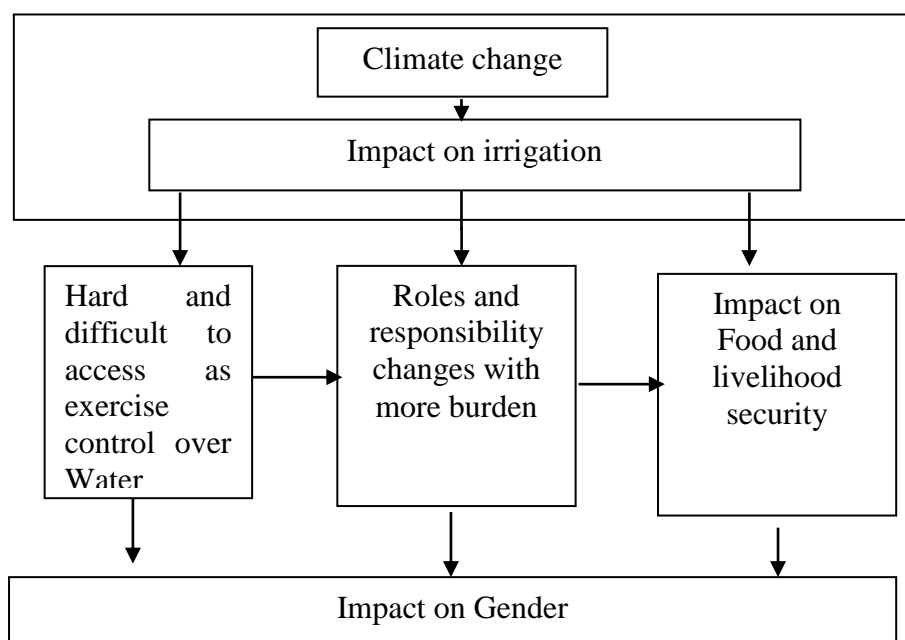 Climate change
Impact on irrigation
Hard and
difficult to
access as
exercise
control over
Water
Roles and
responsibility
changes with
more burden
Impact on
Food and
livelihood
security
Impact on Gender